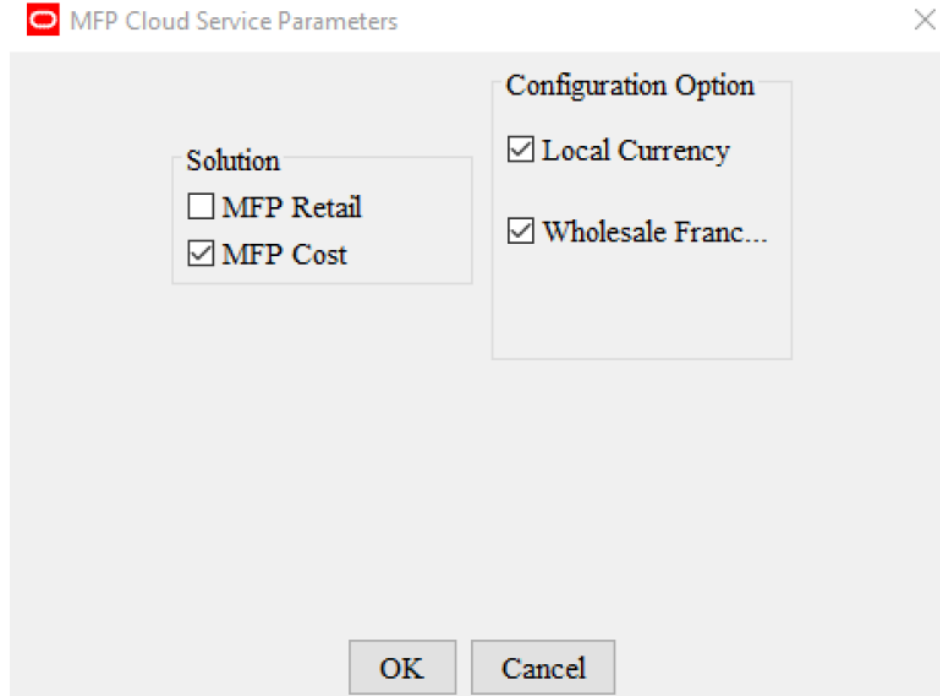 MFP Cloud Service Parameters
Solution
MFP Retail
MFP Cost
Configuration Option
Local Currency
Wholesale Franc...
OK
Cancel